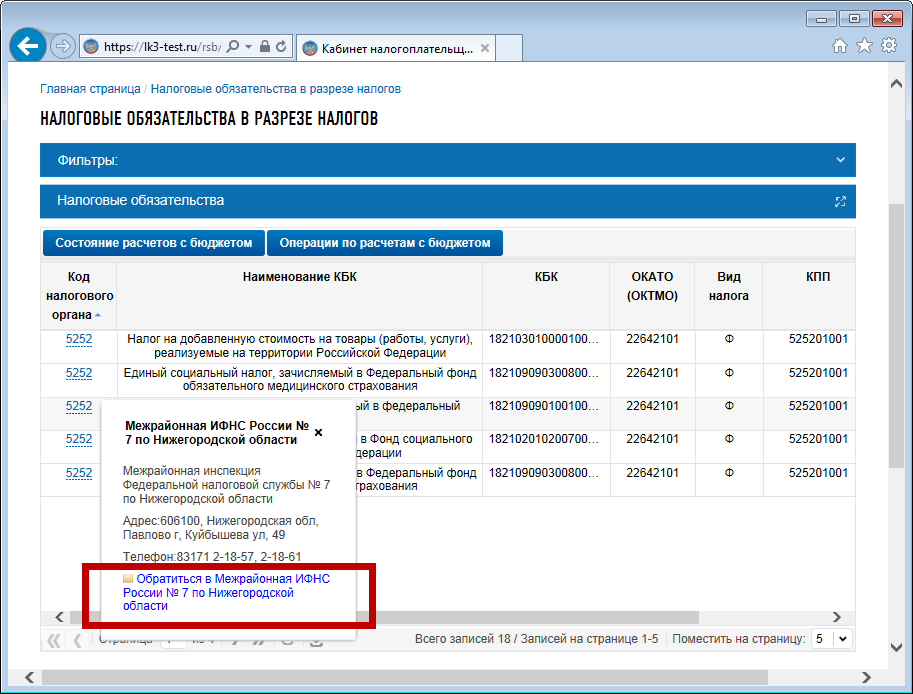 https://lk3-test.ru/rsb/
Кабинет налогоплательщ...
Главная страница / Налоговые обязательства в разрезе налогов
НАЛОГОВЫЕ ОБЯЗАТЕЛЬСТВА В РАЗРЕЗЕ НАЛОГОВ
Фильтры:
Налоговые обязательства
Состояние расчетов с бюджетом Операции по расчетам с бюджетом
Код налогового органа Наименование КБК КБК ОКАТО (ОКТМО) Вид налога КПП
5252 Налог на добавленную стоимость на товары (работы, услуги), 182103010000100... 22642101 Ф 525201001
реализуемые на территории Российской Федерации
5252 Единый социальный налог, зачисляемый в Федеральный фонд 182109090300800... 22642101 Ф 525201001
обязательного медицинского страхования
5252 в федеральный 182109090100100... 22642101 Ф 525201001
5252 в Фонд социального 182102010200700... 22642101 Ф 525201001
5252 в Федеральный фонд 182109090300800... 22642101 Ф 525201001
Межрайонная ИФНС России №
7 по Нижегородской области
Межрайонная инспекция
Федеральной налоговой службы № 7
по Нижегородской области
Адрес:606100, Нижегородская обл,
Павлово г, Куйбышева ул, 49
Телефон:83171 2-18-57, 2-18-61
Обратиться в Межрайонная ИФНС
России № 7 по Нижегородской
области
Всего записей 18 / Записей на странице 1-5 Поместить на страницу: 5